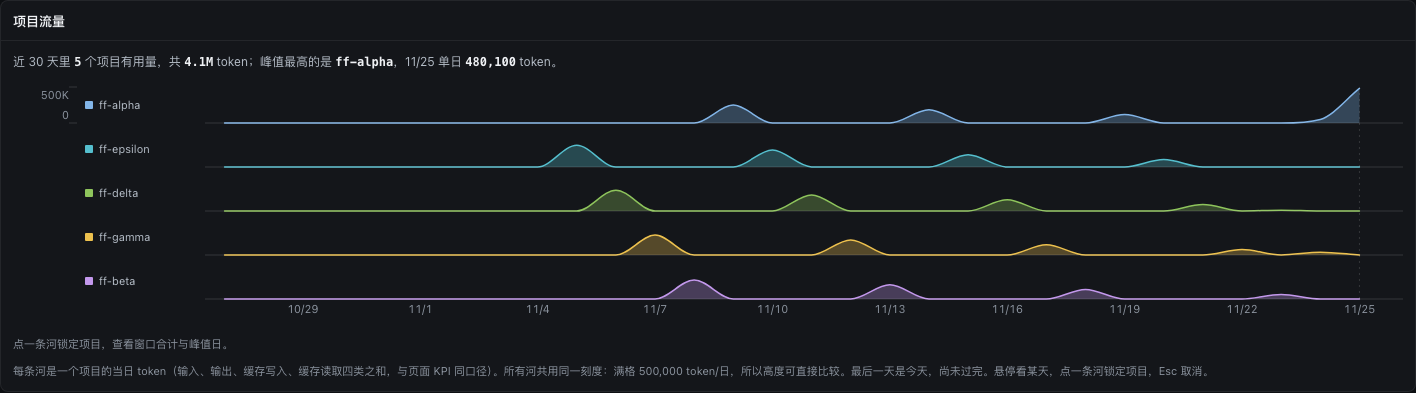 项目流量
近 30 天里 5 个项目有用量，共 4.1M token；峰值最高的是 ff-alpha，11/25 单日 480,100 token。
500K
0
ff-alpha
ff-epsilon
ff-delta
ff-gamma
ff-beta
10/29 11/1 11/4 11/7 11/10 11/13 11/16 11/19 11/22 11/25
点一条河锁定项目，查看窗口合计与峰值日。
每条河是一个项目的当日 token（输入、输出、缓存写入、缓存读取四类之和，与页面 KPI 同口径）。所有河共用同一刻度：满格 500,000 token/日，所以高度可直接比较。最后一天是今天，尚未过完。悬停看某天，点一条河锁定项目，Esc 取消。